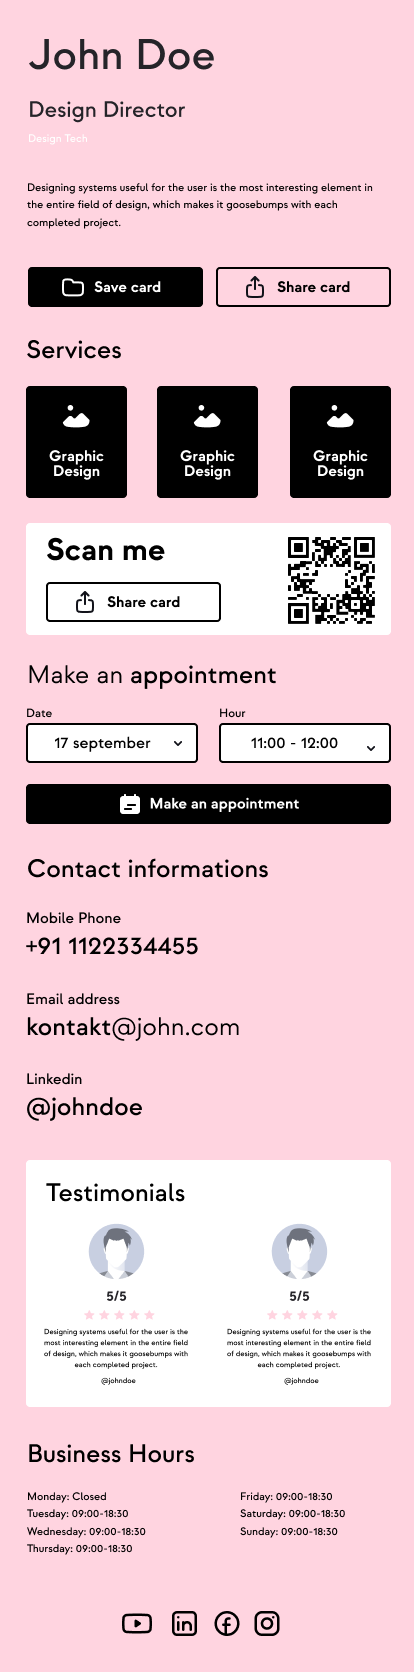 John Doe
Design Director
Design Tech
Designing systems useful for the user is the most interesting element in
the entire field of design, which makes it goosebumps with each
completed project.
Save card
Share card
Services
Graphic
Design
Graphic
Design
Graphic
Design
Scan me
Share card
Make an appointment
Date
Hour
17 september
11:00 - 12:00
Make an appointment
Contact informations
Mobile Phone
+91 1122334455
Email address
kontakt@john.com
Linkedin
@johndoe
Testimonials
5/5
Designing systems useful for the user is the
most interesting element in the entire field
of design, which makes it goosebumps with
each completed project.
@johndoe
5/5
Designing systems useful for the user is the
most interesting element in the entire field
of design, which makes it goosebumps with
each completed project.
@johndoe
Business Hours
Monday: Closed
Tuesday: 09:00-18:30
Wednesday: 09:00-18:30
Thursday: 09:00-18:30
Friday: 09:00-18:30
Saturday: 09:00-18:30
Sunday: 09:00-18:30